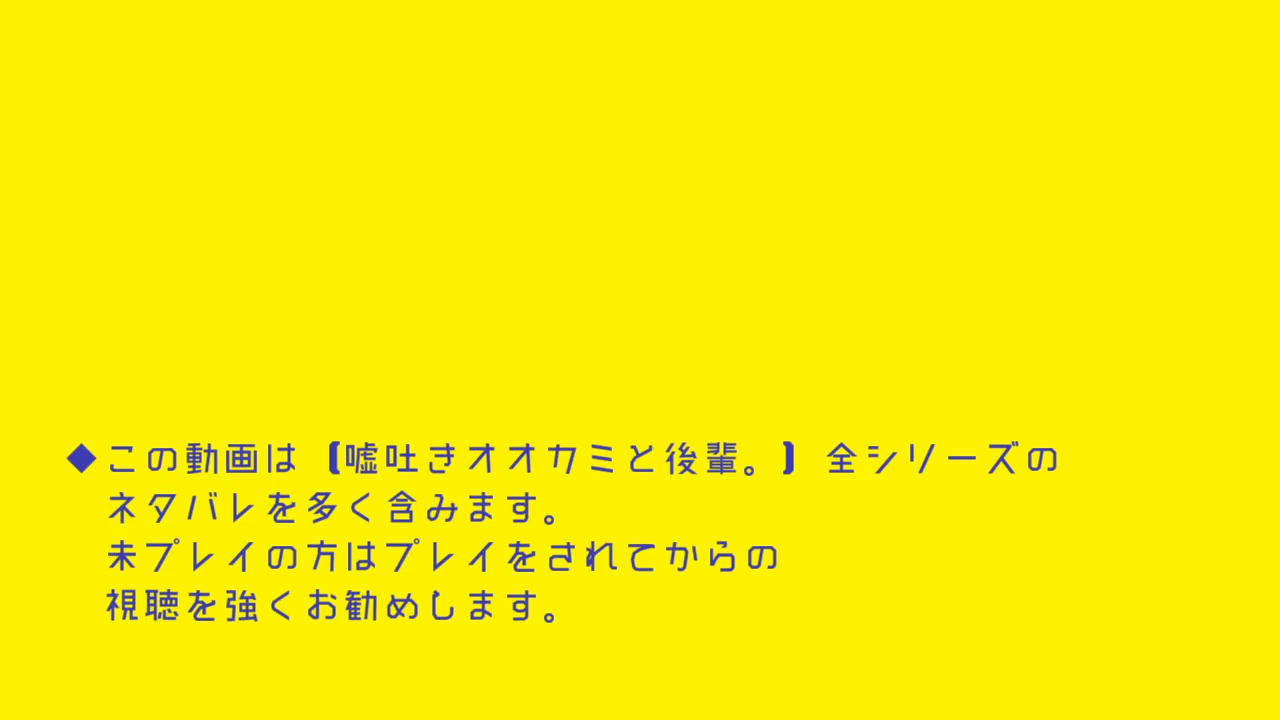 ◆この動画は【嘘吐きオオカミと後輩。】全シリーズの
ネタバレを多く含みます。
未プレイの方はプレイをされてからの
視聴を強くお勧めします。